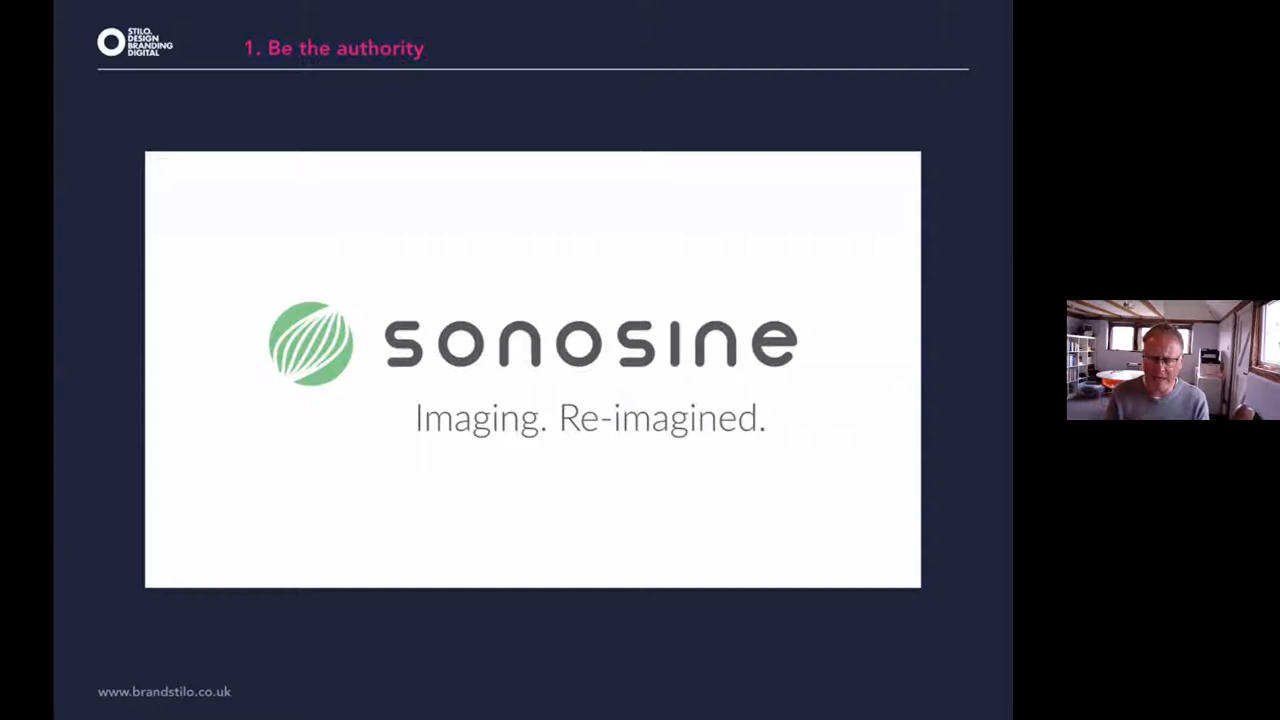 STILO.
DESIGN
BRANDING
DIGITAL
1. Be the authority
sonosine
Imaging. Re-imagined.
www.brandstilo.co.uk